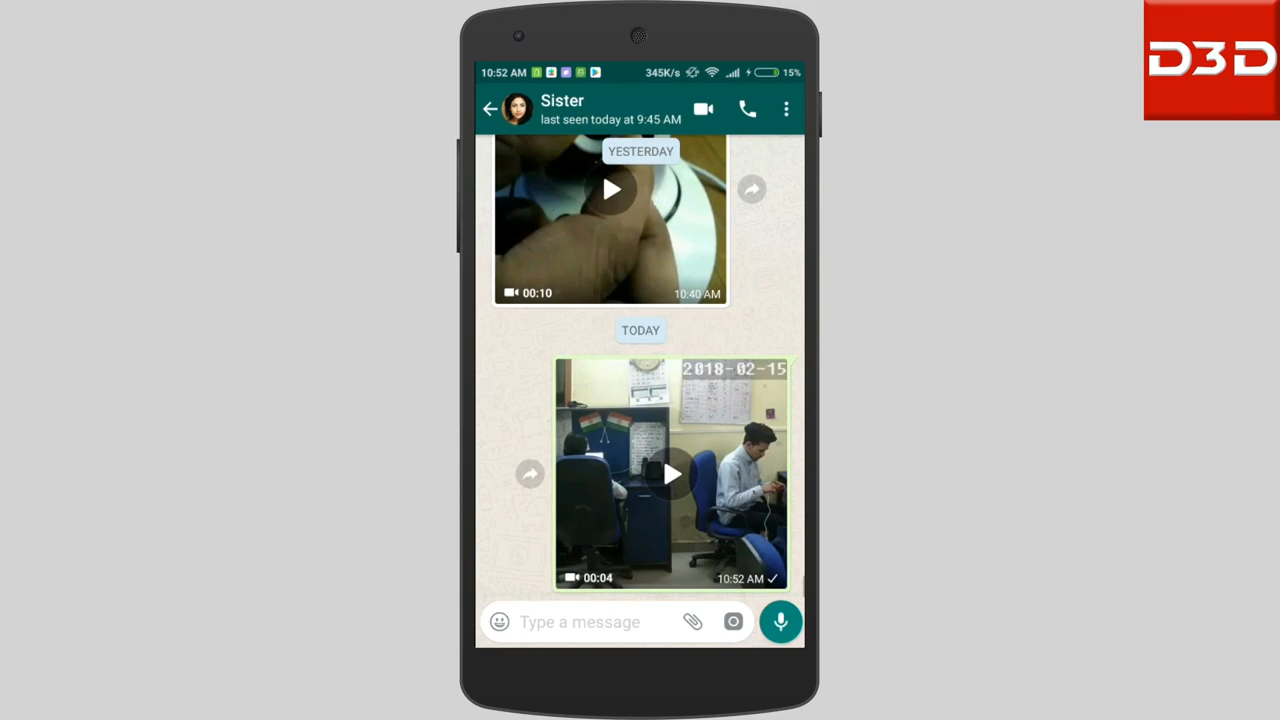 D3D
10:52 AM 345K/s 15%
Sister
last seen today at 9:45 AM
YESTERDAY
00:10 10:40 AM
TODAY
2018-02-15
00:04 10:52 AM
Type a message